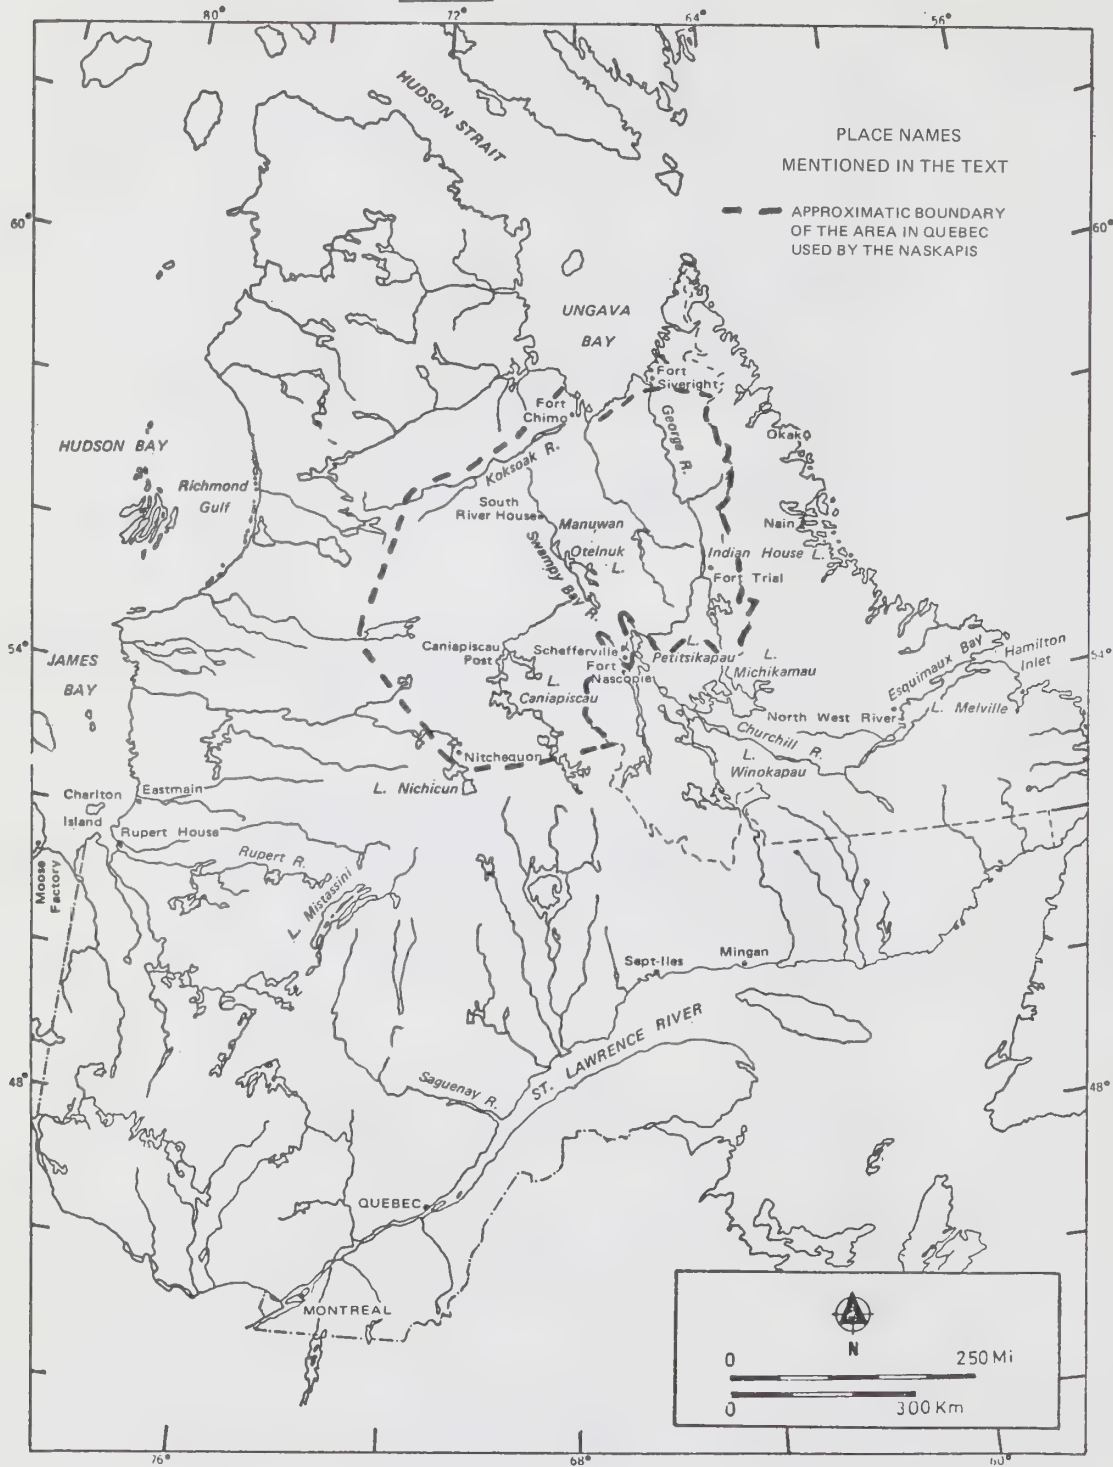 80°
72°
64°
56°
HUDSON STRAIT
PLACE NAMES
MENTIONED IN THE TEXT
APPROXIMATIC BOUNDARY
OF THE AREA IN QUEBEC
USED BY THE NASKAPIS
60°
60°
UNGAVA
BAY
Fort
Siveright
Fort
Chimo
George R.
Okak
HUDSON BAY
Koksoak R.
Richmond
Gulf
South
River House
Manuwan
Nain
Otelnuk
L.
Indian House L.
Swampy Bay R.
Fort Trial
54°
Caniapiscau
Post
Schefferville
Fort
Nascopie
L.
Petitsikapau
L.
Michikamau
Esquimaux Bay
Hamilton
Inlet
54°
JAMES
BAY
L.
Caniapiscau
North West River
L. Melville
Churchill R.
Nitchequon
L.
Winokapau
L. Nichicun
Charlton
Island
Eastmain
Rupert House
Rupert R.
Moose
Factory
L. Mistassini
Sept-Iles
Mingan
ST. LAWRENCE RIVER
48°
Saguenay R.
48°
QUEBEC
MONTREAL
N
0
250 Mi
0
300 Km
76°
68°
60°